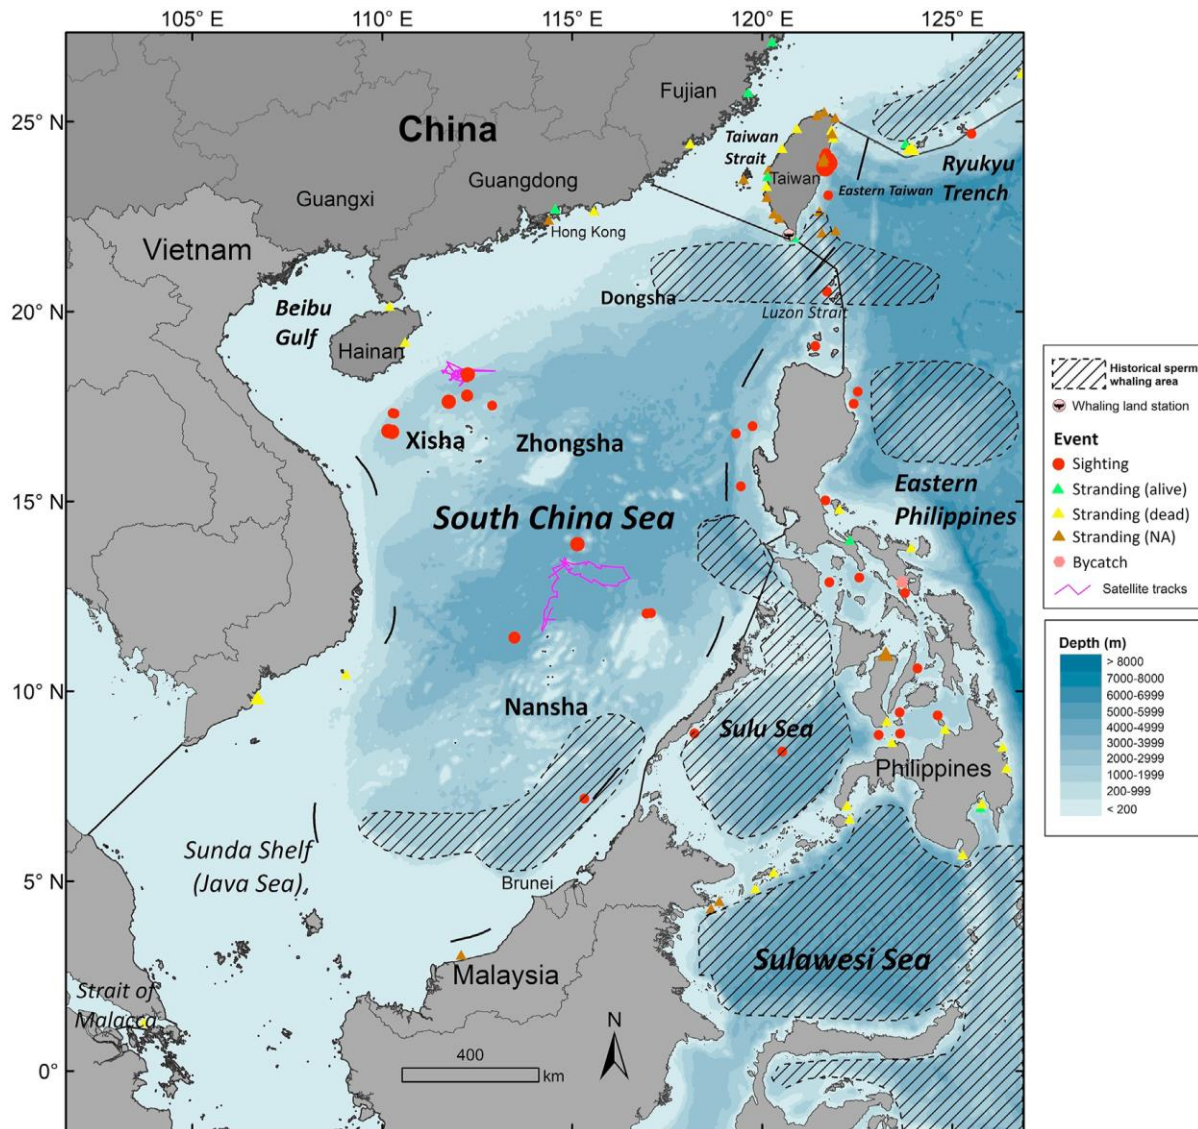 105° E
110° E
115° E
120° E
125° E
25° N
20° N
15° N
10° N
5° N
0°
China
Fujian
Taiwan
Strait
Guangdong
Guangxi
Taiwan
Eastern Taiwan
Ryukyu
Trench
Hong Kong
Vietnam
Beibu
Gulf
Dongsha
Luzon Strait
Hainan
Xisha
Zhongsha
South China Sea
Eastern
Philippines
Nansha
Sulu Sea
Philippines
Sunda Shelf
(Java Sea)
Brunei
Malaysia
Sulawesi Sea
Strait of
Malacca
N
400
km
Historical sperm
whaling area
Whaling land station
Event
Sighting
Stranding (alive)
Stranding (dead)
Stranding (NA)
Bycatch
Satellite tracks
Depth (m)
> 8000
7000-8000
6000-6999
5000-5999
4000-4999
3000-3999
2000-2999
1000-1999
200-999
< 200